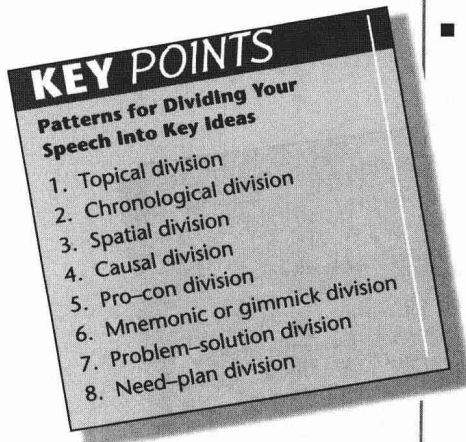 KEY POINTS
Patterns for Dividing Your
Speech into Key Ideas
1. Topical division
2. Chronological division
3. Spatial division
4. Causal division
5. Pro–con division
6. Mnemonic or gimmick division
7. Problem–solution division
8. Need–plan division